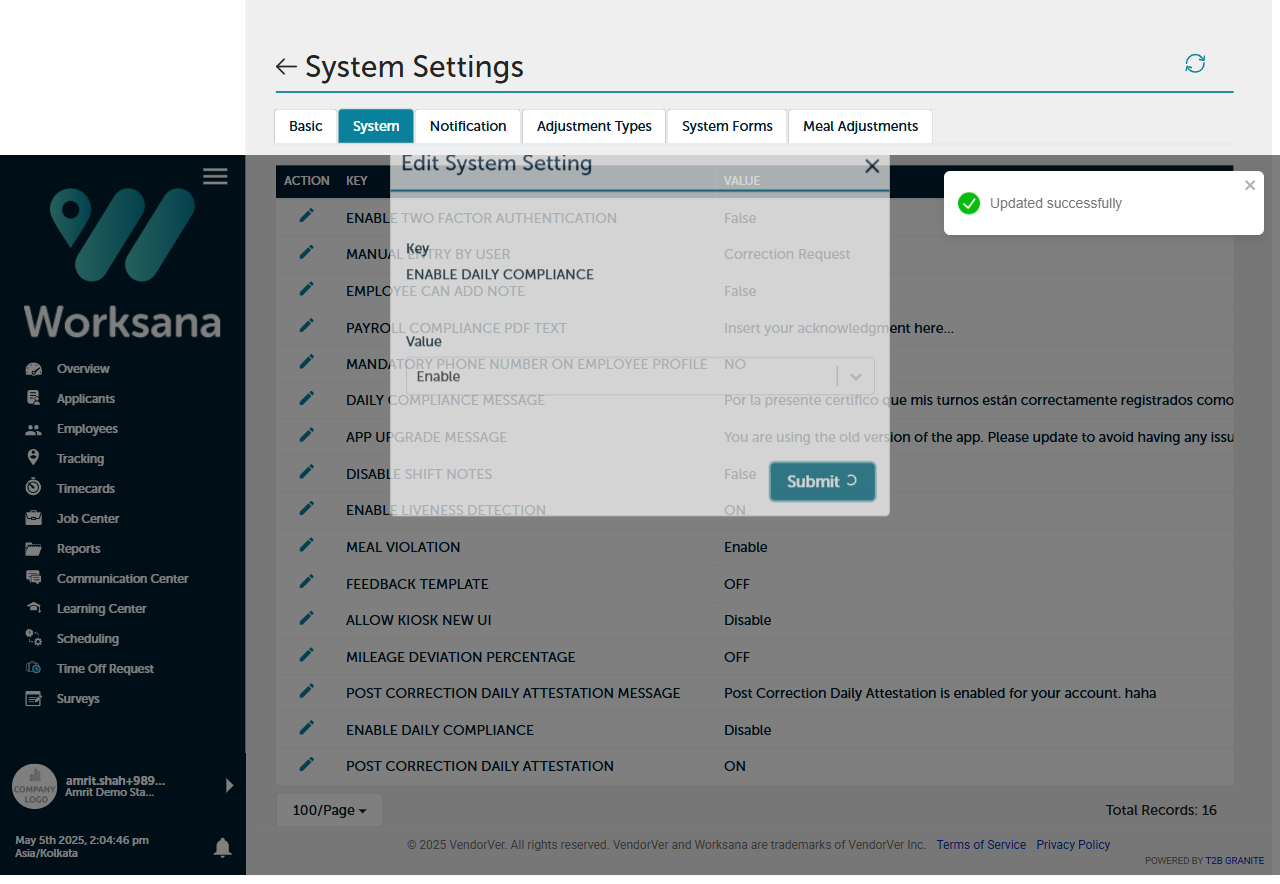 System Settings
Basic
System
Notification
Adjustment Types
System Forms
Meal Adjustments
Worksana
Overview
Applicants
Employees
Tracking
Timecards
Job Center
Reports
Communication Center
Learning Center
Scheduling
Time Off Request
Surveys
COMPANY
LOGO
amrit.shah+989...
Amrit Demo Sta...
May 5th 2025, 2:04:46 pm
Asia/Kolkata
ACTION KEY VALUE
ENABLE TWO FACTOR AUTHENTICATION False
MANUAL ENTRY BY USER Correction Request
EMPLOYEE CAN ADD NOTE False
PAYROLL COMPLIANCE PDF TEXT Insert your acknowledgment here...
MANDATORY PHONE NUMBER ON EMPLOYEE PROFILE NO
DAILY COMPLIANCE MESSAGE Por la presente certifico que mis turnos están correctamente registrados como
APP UPGRADE MESSAGE You are using the old version of the app. Please update to avoid having any issu
DISABLE SHIFT NOTES False
ENABLE LIVENESS DETECTION ON
MEAL VIOLATION Enable
FEEDBACK TEMPLATE OFF
ALLOW KIOSK NEW UI Disable
MILEAGE DEVIATION PERCENTAGE OFF
POST CORRECTION DAILY ATTESTATION MESSAGE Post Correction Daily Attestation is enabled for your account. haha
ENABLE DAILY COMPLIANCE Disable
POST CORRECTION DAILY ATTESTATION ON
Edit System Setting
Key
ENABLE DAILY COMPLIANCE
Value
Enable
Submit
Updated successfully
100/Page
Total Records: 16
© 2025 VendorVer. All rights reserved. VendorVer and Worksana are trademarks of VendorVer Inc. Terms of Service Privacy Policy
POWERED BY T2B GRANITE